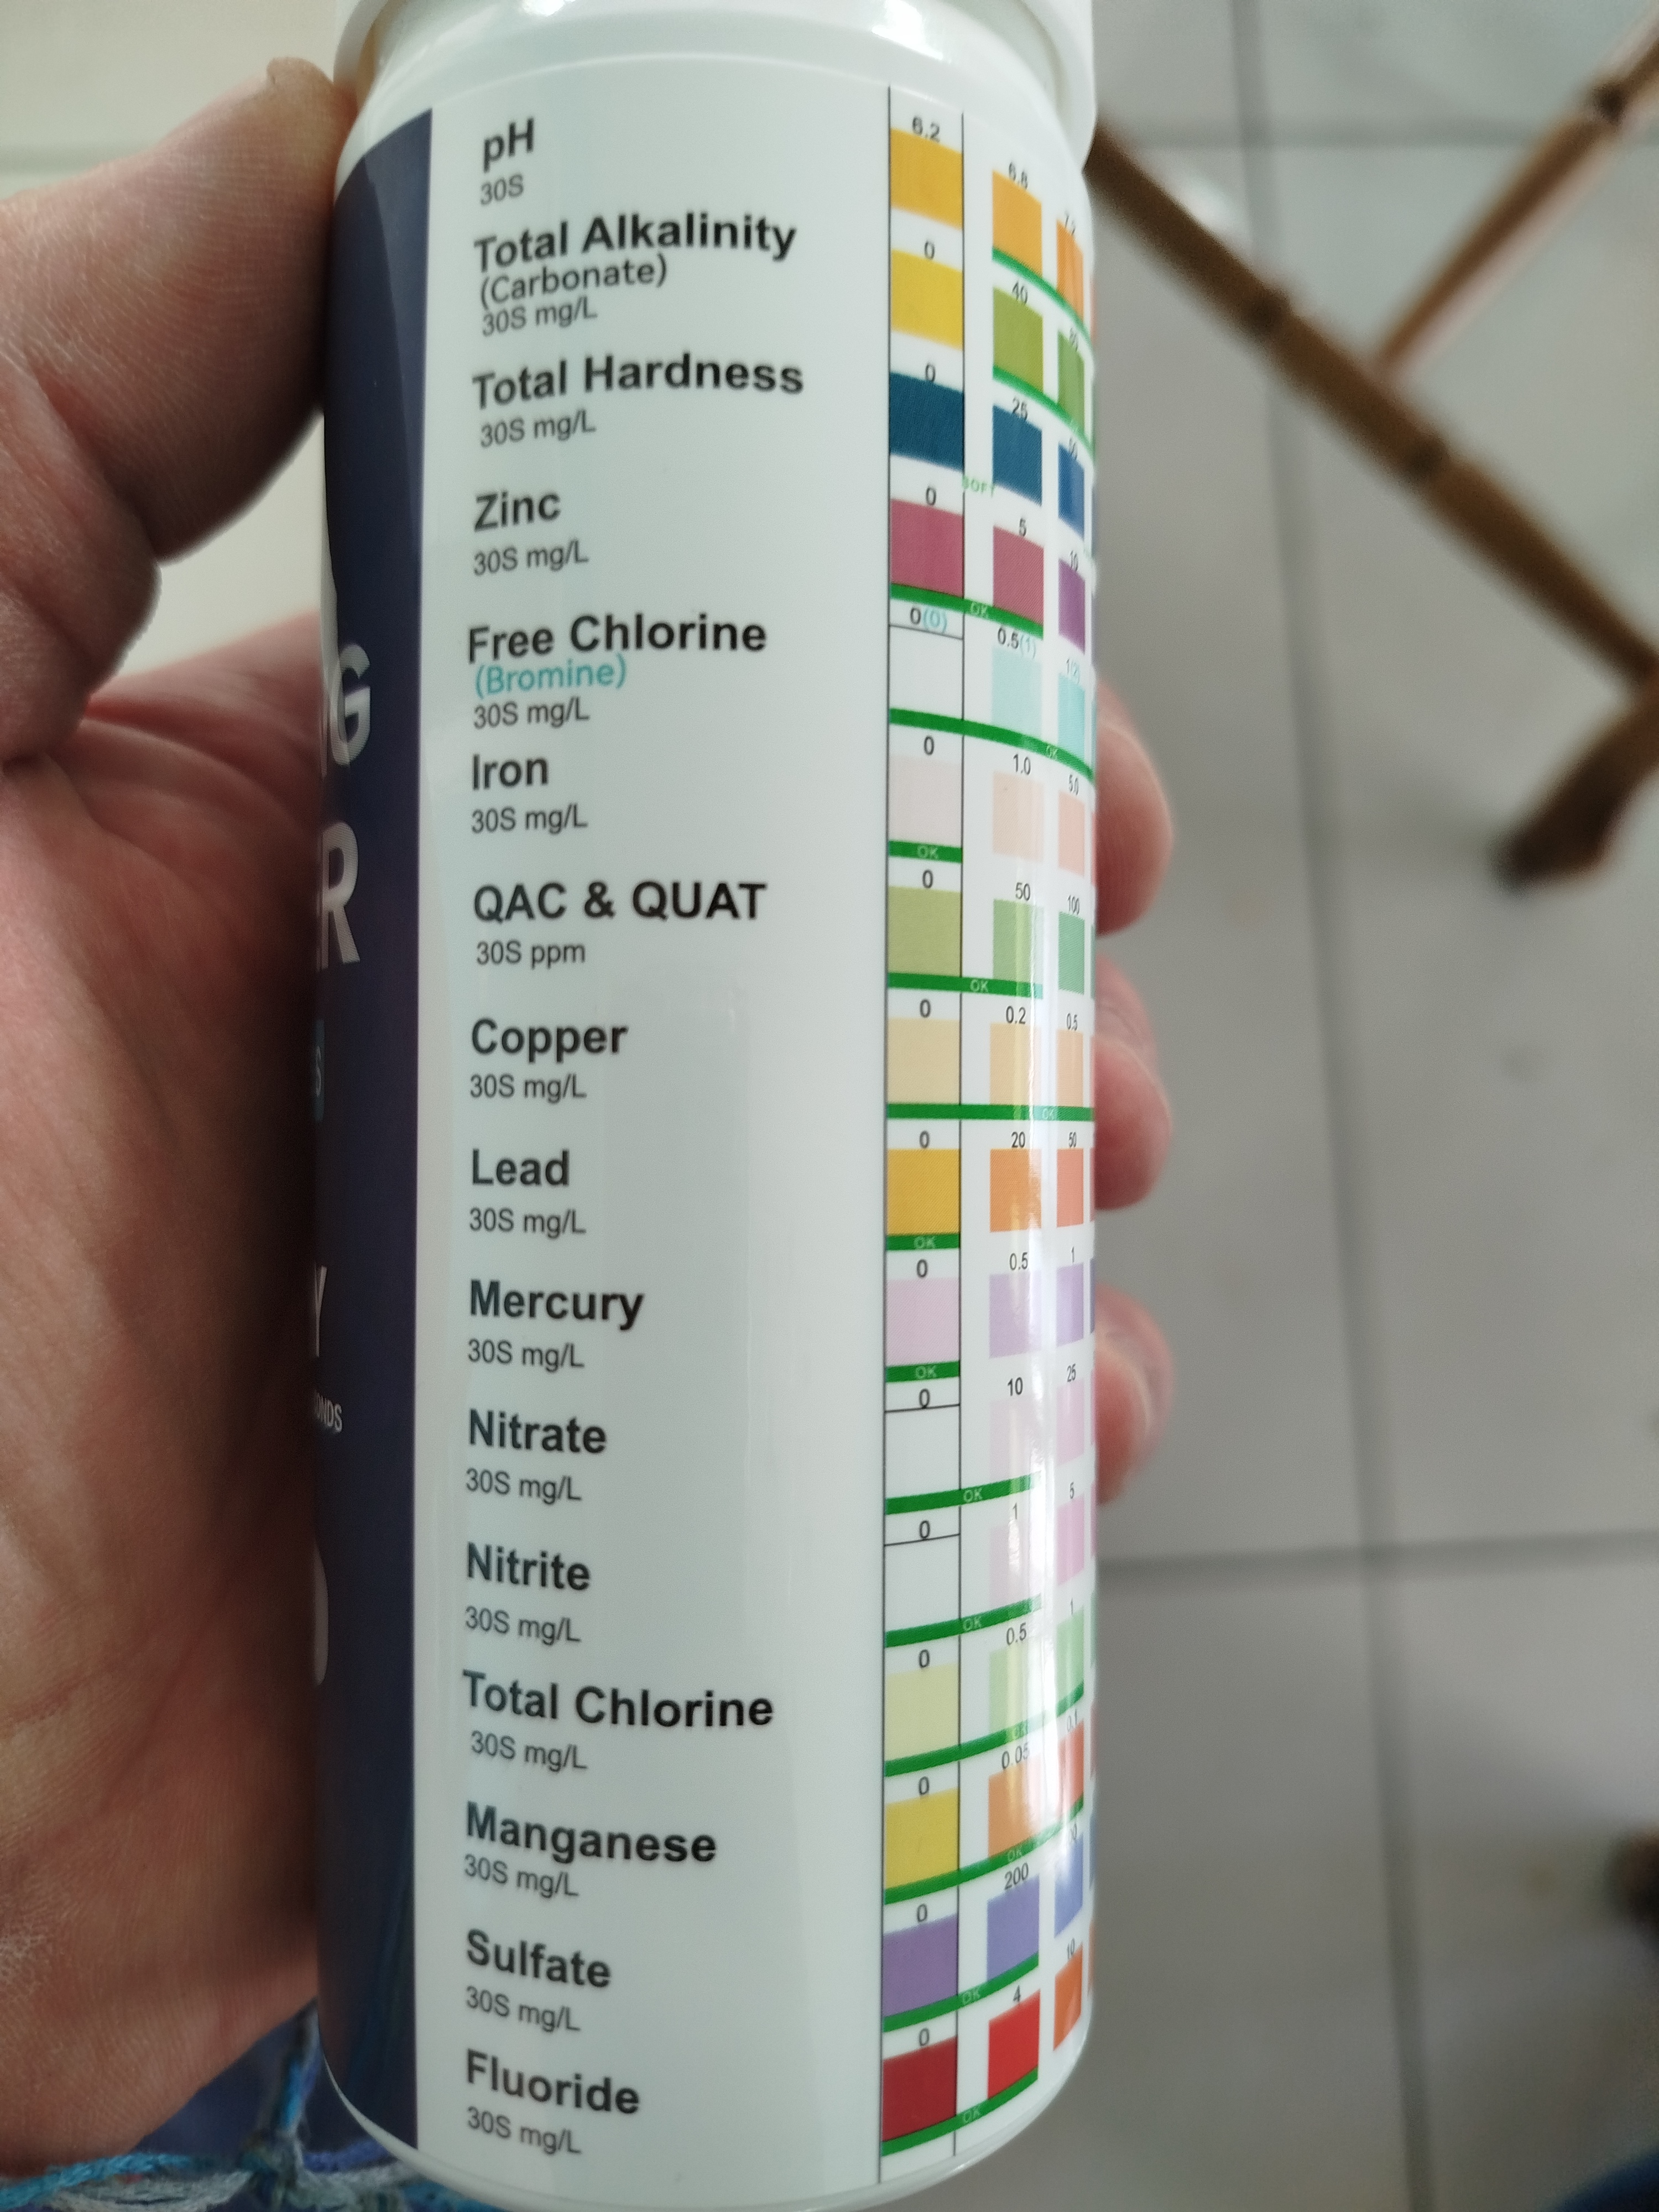 pH
30S
6.2
6.8
Total Alkalinity
(Carbonate)
30S mg/L
0
40
Total Hardness
30S mg/L
0
25
SOFT
Zinc
30S mg/L
0
5
10
OK
Free Chlorine
(Bromine)
30S mg/L
0(0)
0.5(1)
1(2)
OK
Iron
30S mg/L
0
1.0
5.0
OK
QAC & QUAT
30S ppm
0
50
100
OK
Copper
30S mg/L
0
0.2
0.5
OK
Lead
30S mg/L
0
20
50
OK
Mercury
30S mg/L
0
0.5
1
OK
Nitrate
30S mg/L
0
10
25
OK
Nitrite
30S mg/L
0
1
5
OK
Total Chlorine
30S mg/L
0
0.5
1
OK
Manganese
30S mg/L
0
0.05
0.1
OK
Sulfate
30S mg/L
0
200
OK
Fluoride
30S mg/L
0
4
10
OK